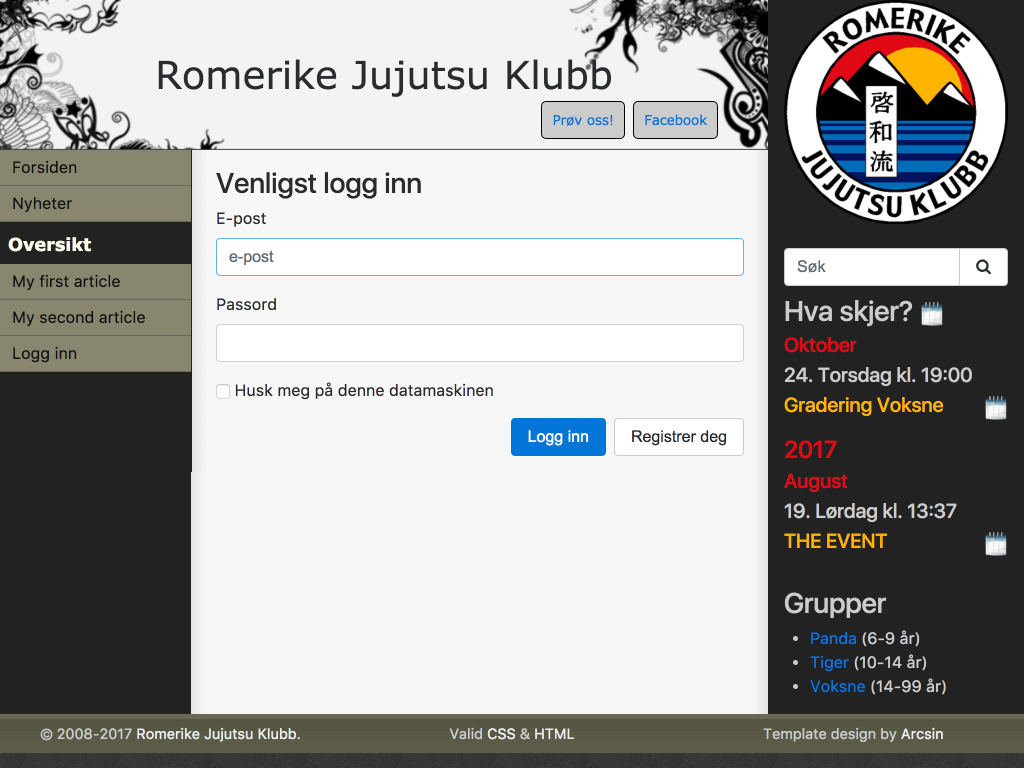 Romerike Jujutsu Klubb
Prøv oss!
Facebook
Forsiden
Nyheter
Oversikt
My first article
My second article
Logg inn
Venligst logg inn
E-post
e-post
Passord
Husk meg på denne datamaskinen
Logg inn
Registrer deg
ROMERIKE
啓和流
JUJUTSU KLUBB
Søk
Hva skjer?
Oktober
24. Torsdag kl. 19:00
Gradering Voksne
2017
August
19. Lørdag kl. 13:37
THE EVENT
Grupper
Panda (6-9 år)
Tiger (10-14 år)
Voksne (14-99 år)
© 2008-2017 Romerike Jujutsu Klubb.
Valid CSS & HTML
Template design by Arcsin